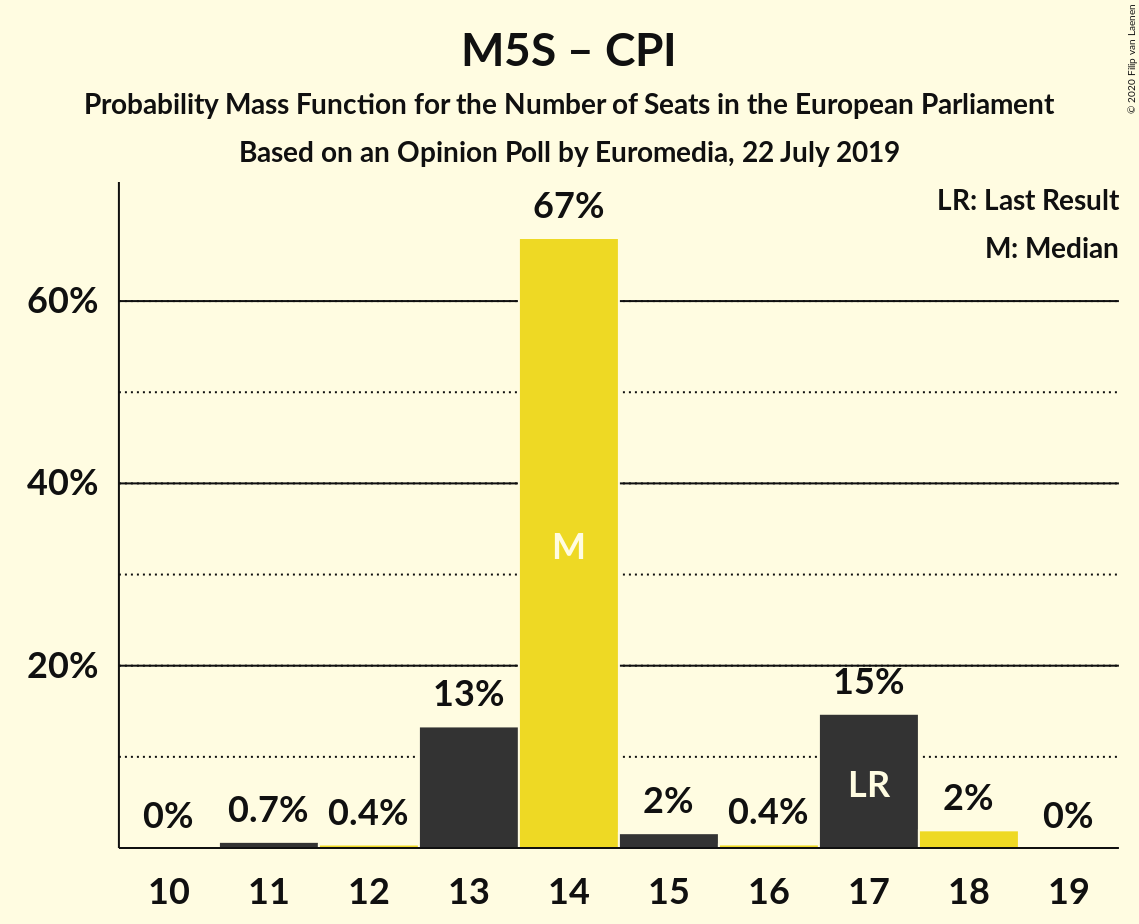 M5S – CPI
Probability Mass Function for the Number of Seats in the European Parliament
Based on an Opinion Poll by Euromedia, 22 July 2019
© 2020 Filip van Laenen
LR: Last Result
M: Median
60%
40%
20%
0%
0.7%
0.4%
13%
67%
M
2%
0.4%
15%
LR
2%
0%
10 11 12 13 14 15 16 17 18 19